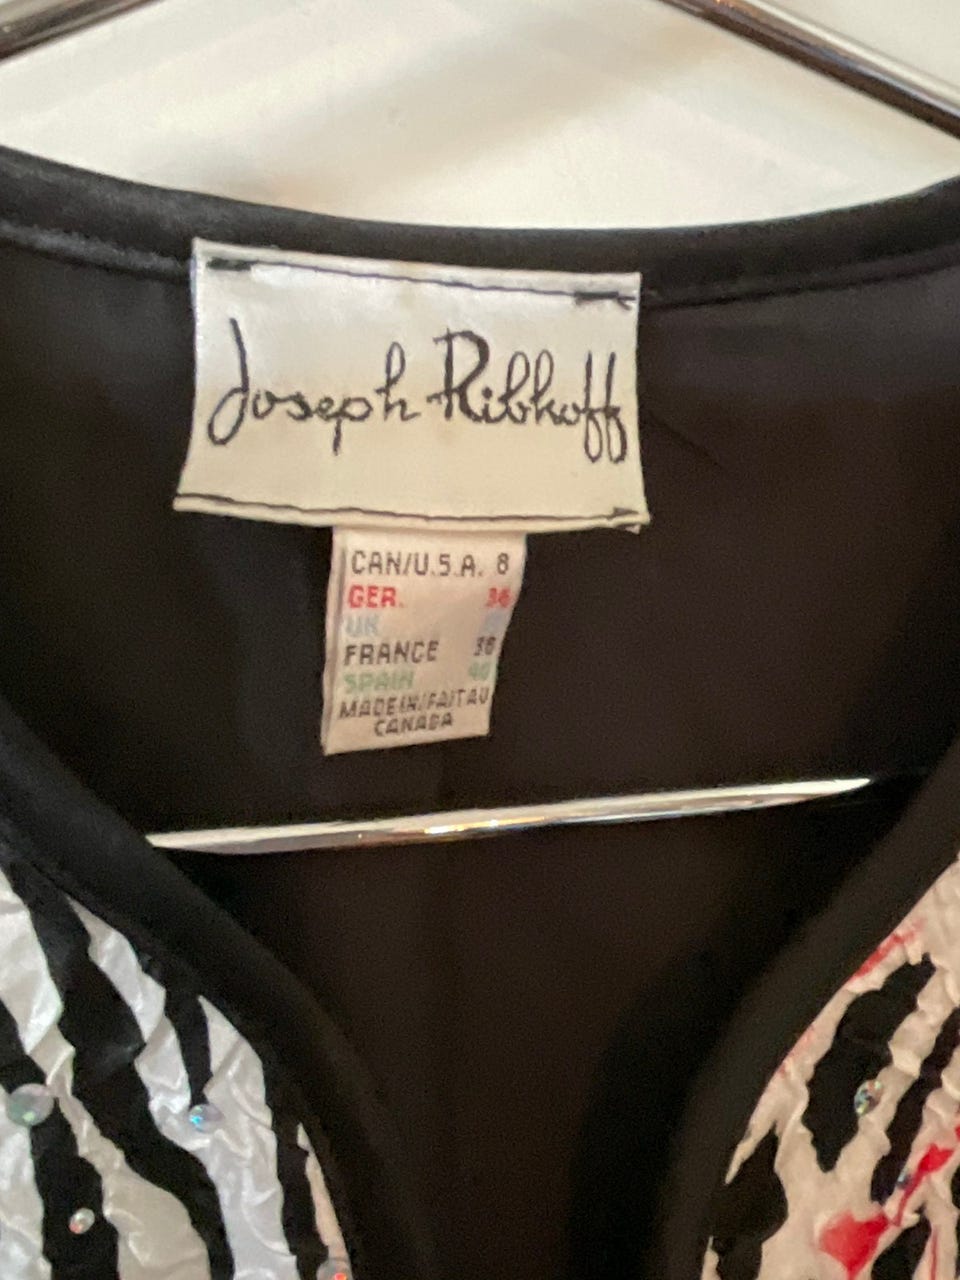 Joseph Ribkoff
CAN/U.S.A. 8
GER. 36
UK
FRANCE 38
SPAIN 40
MADE IN/FAIT AU
CANADA